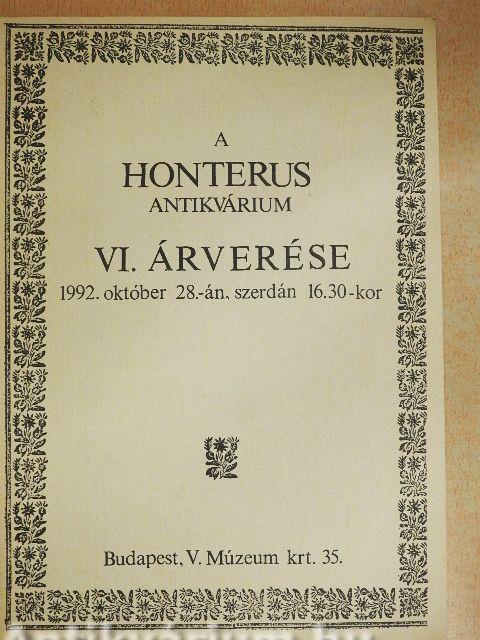 A
HONTERUS
ANTIKVÁRIUM
VI. ÁRVERÉSE
1992. október 28.-án, szerdán 16.30-kor
Budapest, V. Múzeum krt. 35.